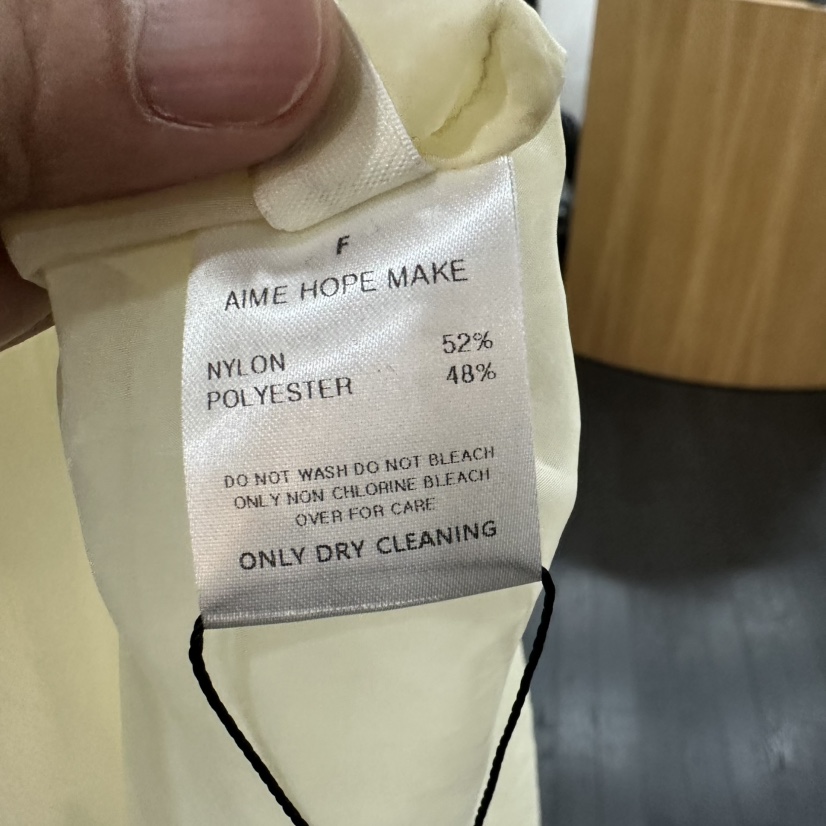 F
AIME HOPE MAKE
NYLON 52%
POLYESTER 48%
DO NOT WASH DO NOT BLEACH
ONLY NON CHLORINE BLEACH
OVER FOR CARE
ONLY DRY CLEANING